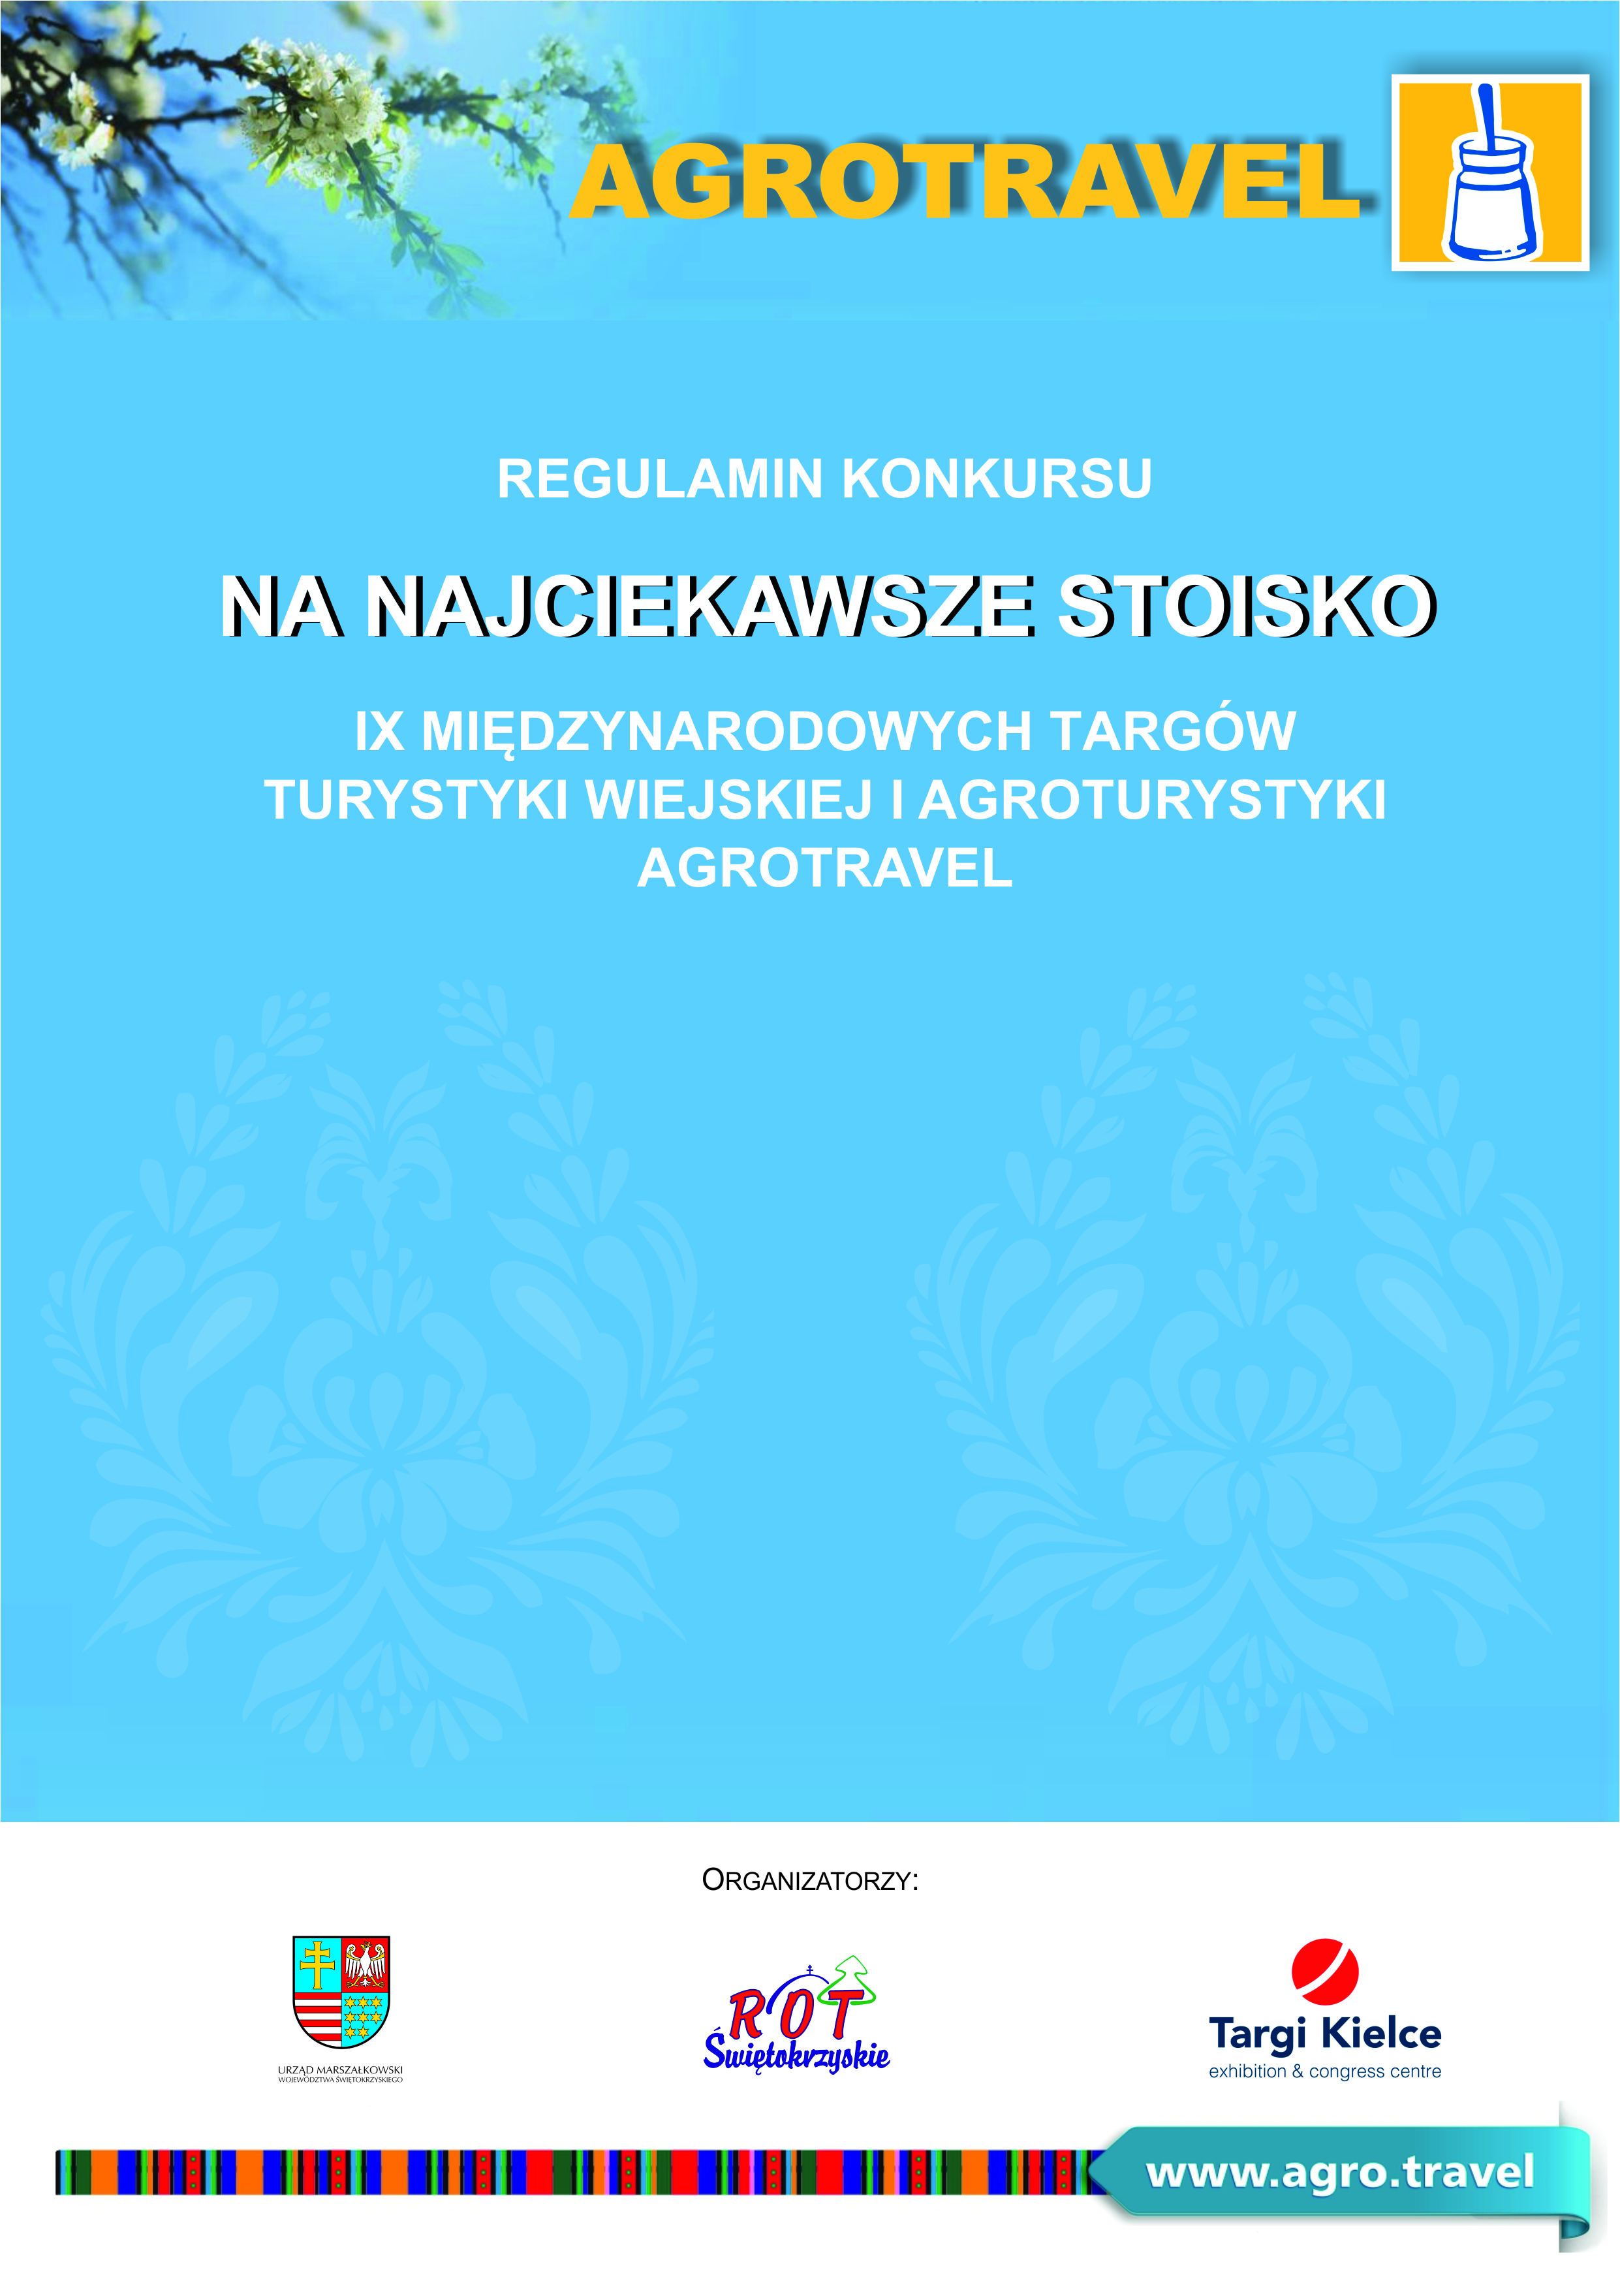 AGROTRAVEL
REGULAMIN KONKURSU
NA NAJCIEKAWSZE STOISKO
IX MIĘDZYNARODOWYCH TARGÓW
TURYSTYKI WIEJSKIEJ I AGROTURYSTYKI
AGROTRAVEL
ORGANIZATORZY:
URZĄD MARSZAŁKOWSKI
WOJEWÓDZTWA ŚWIĘTOKRZYSKIEGO
ROT
Świętokrzyskie
Targi Kielce
exhibition & congress centre
www.agro.travel